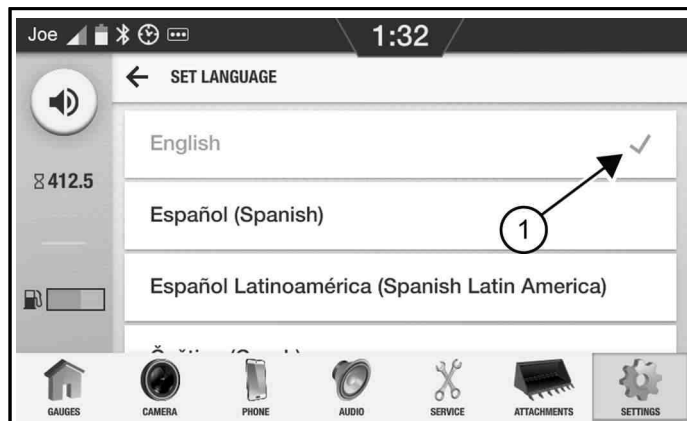 Joe 1:32
SET LANGUAGE
English
412.5
1
Español (Spanish)
Español Latinoamérica (Spanish Latin America)
GAUGES CAMERA PHONE AUDIO SERVICE ATTACHMENTS SETTINGS